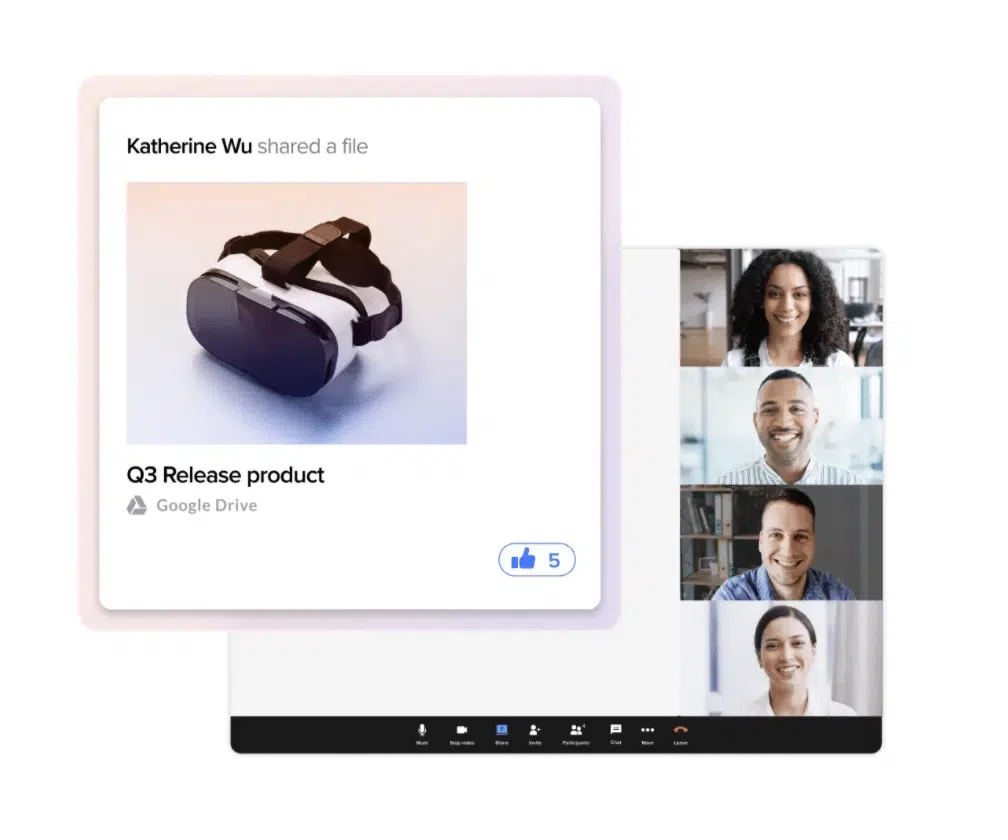 Katherine Wu shared a file
Q3 Release product
Google Drive
5
Mute
Stop video
Share
Invite
4
Participants
Chat
More
Leave